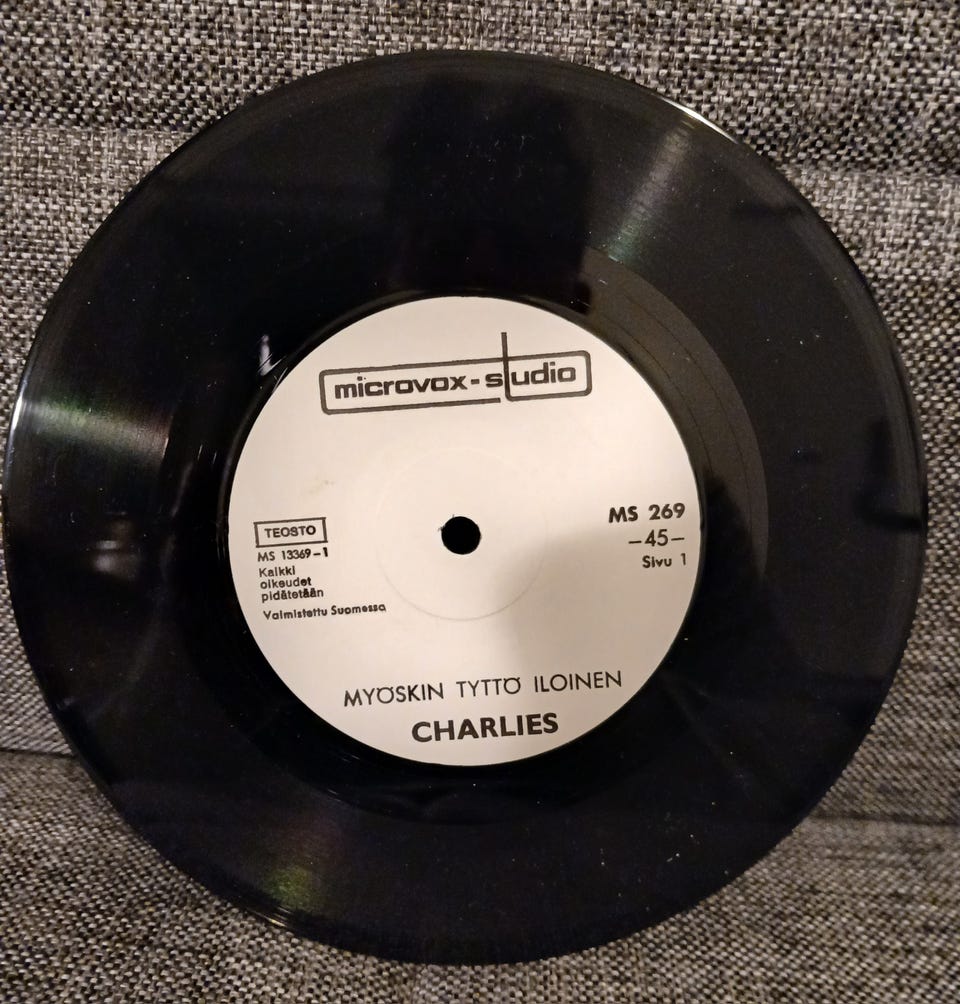 microvox-studio
TEOSTO
MS 13369-1
Kaikki
oikeudet
pidätetään
Valmistettu Suomessa
MS 269
-45-
Sivu 1
MYÖSKIN TYTTÖ ILOINEN
CHARLIES